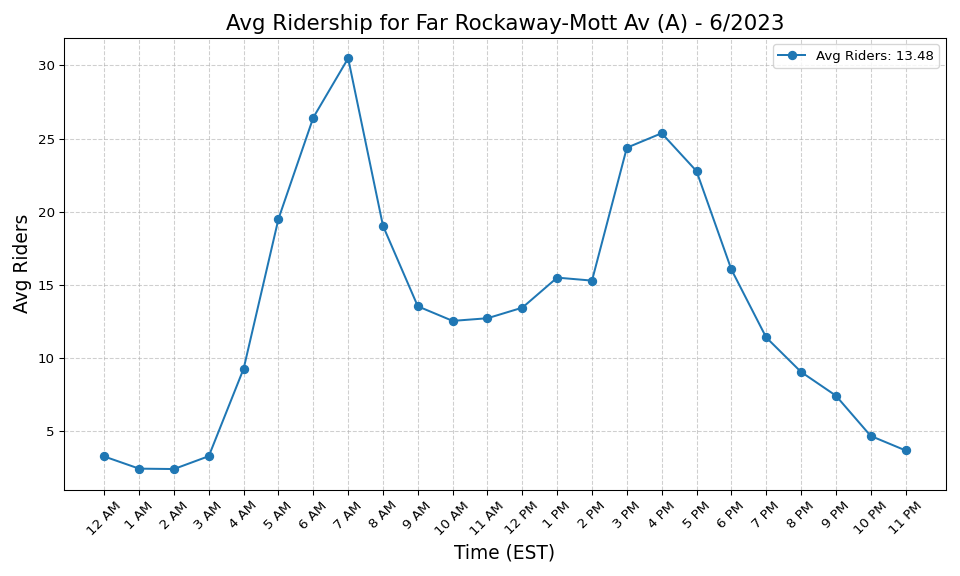 Avg Ridership for Far Rockaway-Mott Av (A) - 6/2023
Avg Riders: 13.48
Avg Riders
30
25
20
15
10
5
12 AM
1 AM
2 AM
3 AM
4 AM
5 AM
6 AM
7 AM
8 AM
9 AM
10 AM
11 AM
12 PM
1 PM
2 PM
3 PM
4 PM
5 PM
6 PM
7 PM
8 PM
9 PM
10 PM
11 PM
Time (EST)